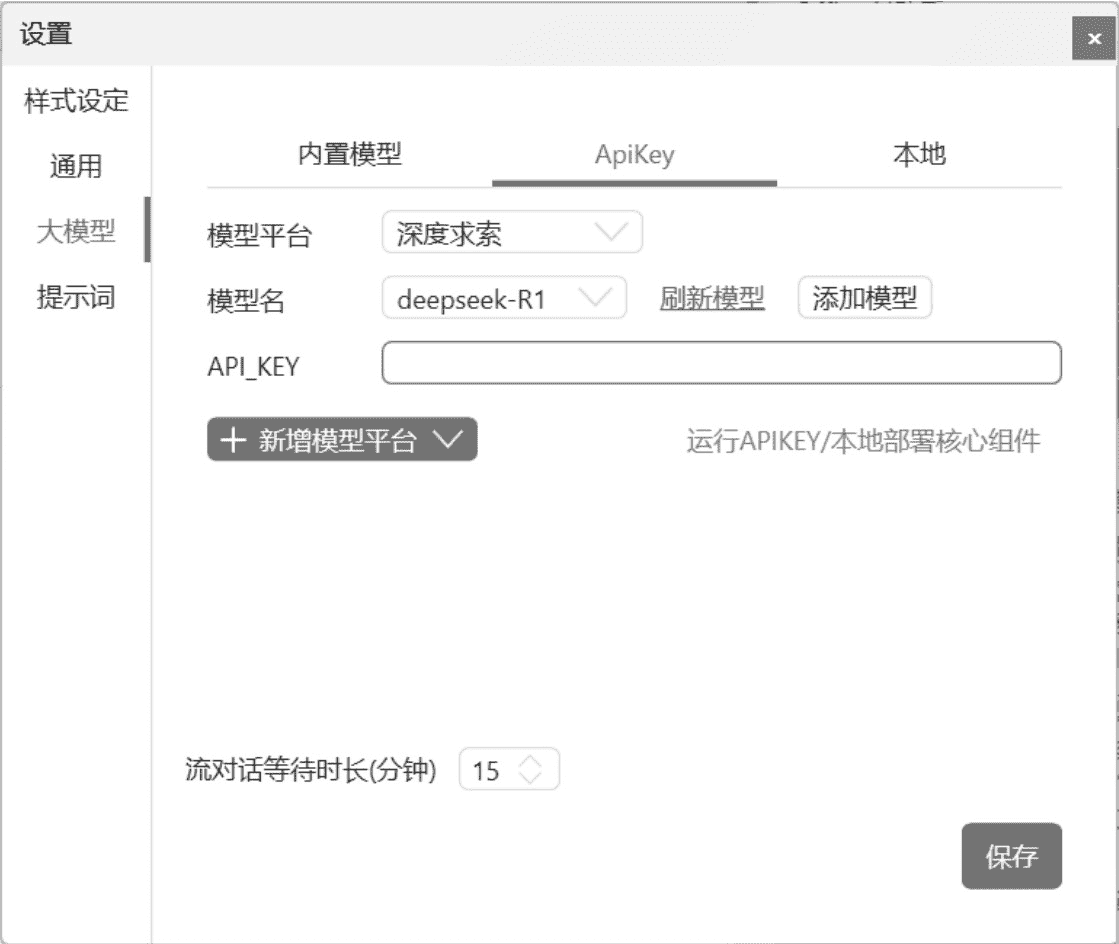 设置
×
样式设定
通用
大模型
提示词
内置模型 ApiKey 本地
模型平台 深度求索
模型名 deepseek-R1 刷新模型 添加模型
API_KEY
新增模型平台 运行APIKEY/本地部署核心组件
流对话等待时长(分钟) 15
保存